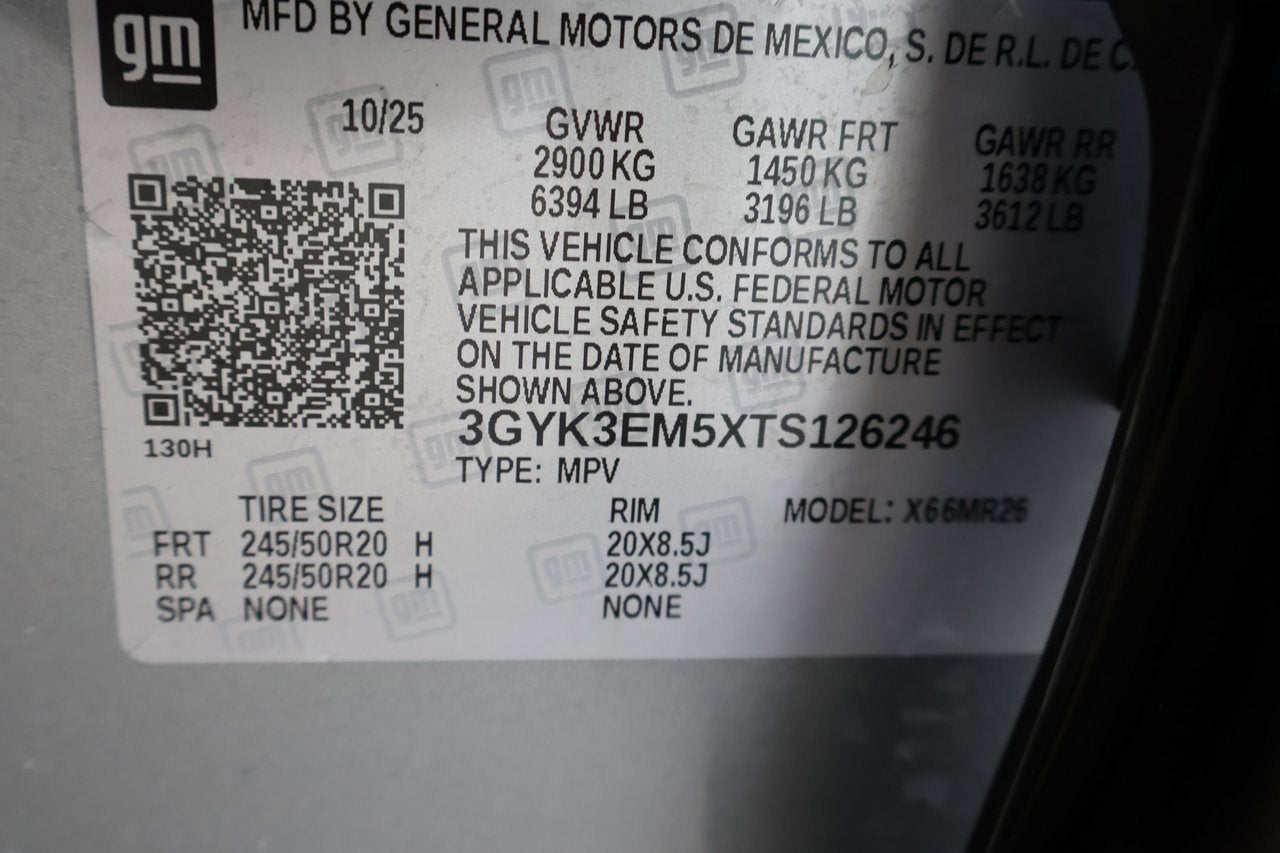 gm MFD BY GENERAL MOTORS DE MEXICO, S. DE R.L. DE C.
10/25 GVWR GAWR FRT GAWR RR
2900 KG 1450 KG 1638 KG
6394 LB 3196 LB 3612 LB
THIS VEHICLE CONFORMS TO ALL
APPLICABLE U.S. FEDERAL MOTOR
VEHICLE SAFETY STANDARDS IN EFFECT
ON THE DATE OF MANUFACTURE
SHOWN ABOVE.
3GYK3EM5XTS126246
130H
TYPE: MPV
TIRE SIZE RIM MODEL: X66MR26
FRT 245/50R20 H 20X8.5J
RR 245/50R20 H 20X8.5J
SPA NONE NONE